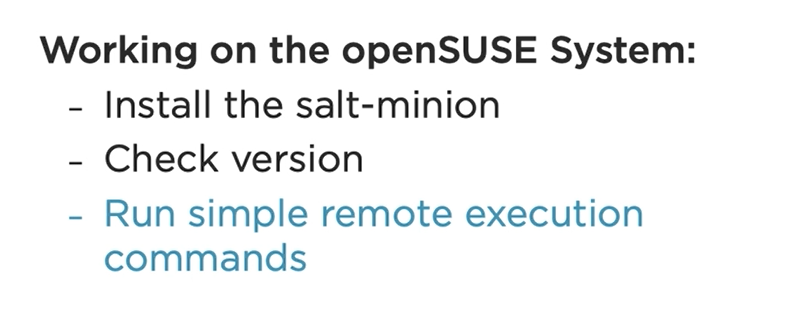 Working on the openSUSE System:
- Install the salt-minion
- Check version
- Run simple remote execution
commands